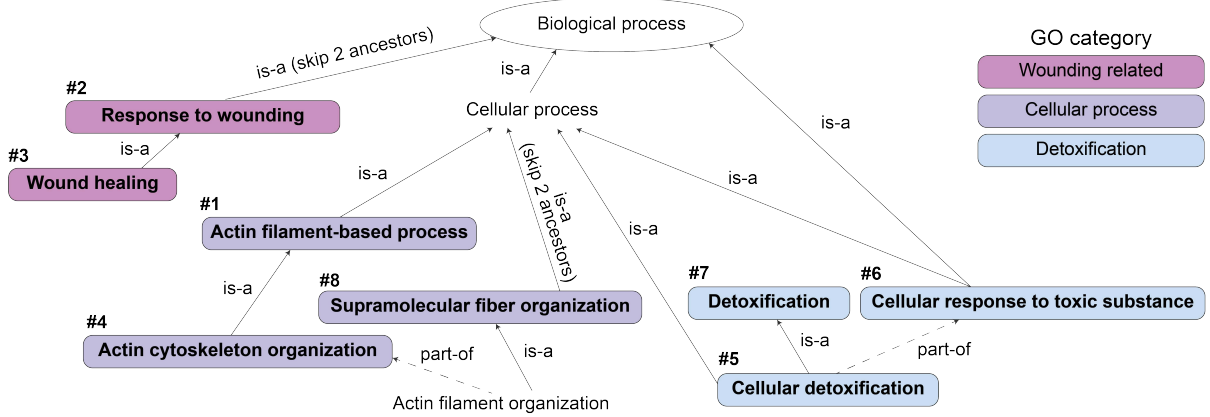 Biological process
GO category
Wounding related
Cellular process
Detoxification
is-a (skip 2 ancestors)
is-a
is-a
#2
Response to wounding
Cellular process
#3
is-a
Wound healing
is-a
is-a
is-a
(skip 2 ancestors)
#1
Actin filament-based process
is-a
is-a
#8
Supramolecular fiber organization
#7
Detoxification
#6
Cellular response to toxic substance
#4
Actin cytoskeleton organization
part-of
is-a
is-a
part-of
#5
Cellular detoxification
Actin filament organization